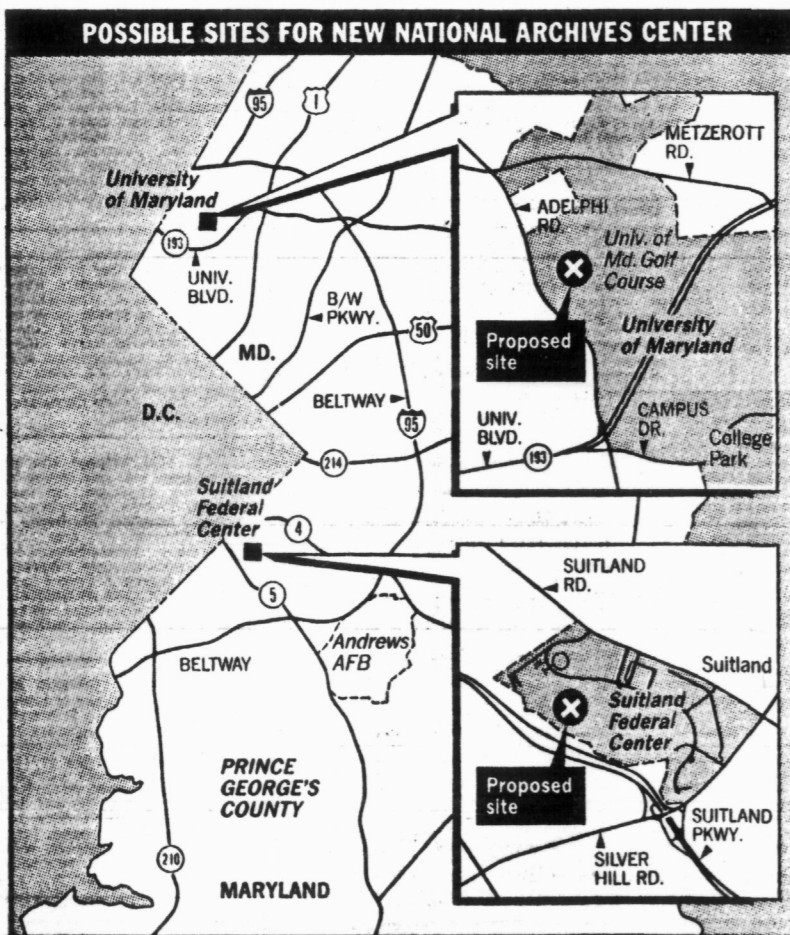 POSSIBLE SITES FOR NEW NATIONAL ARCHIVES CENTER
95
1
University
of Maryland
193
UNIV.
BLVD.
B/W
PKWY.
50
MD.
D.C.
BELTWAY
95
214
Suitland
Federal
Center
4
5
Andrews
AFB
BELTWAY
PRINCE
GEORGE'S
COUNTY
210
MARYLAND
METZEROTT
RD.
ADELPHI
RD.
Univ. of
Md. Golf
Course
Proposed
site
University
of Maryland
UNIV.
BLVD.
193
CAMPUS
DR.
College
Park
SUITLAND
RD.
Suitland
Suitland
Federal
Center
Proposed
site
SUITLAND
PKWY.
SILVER
HILL RD.